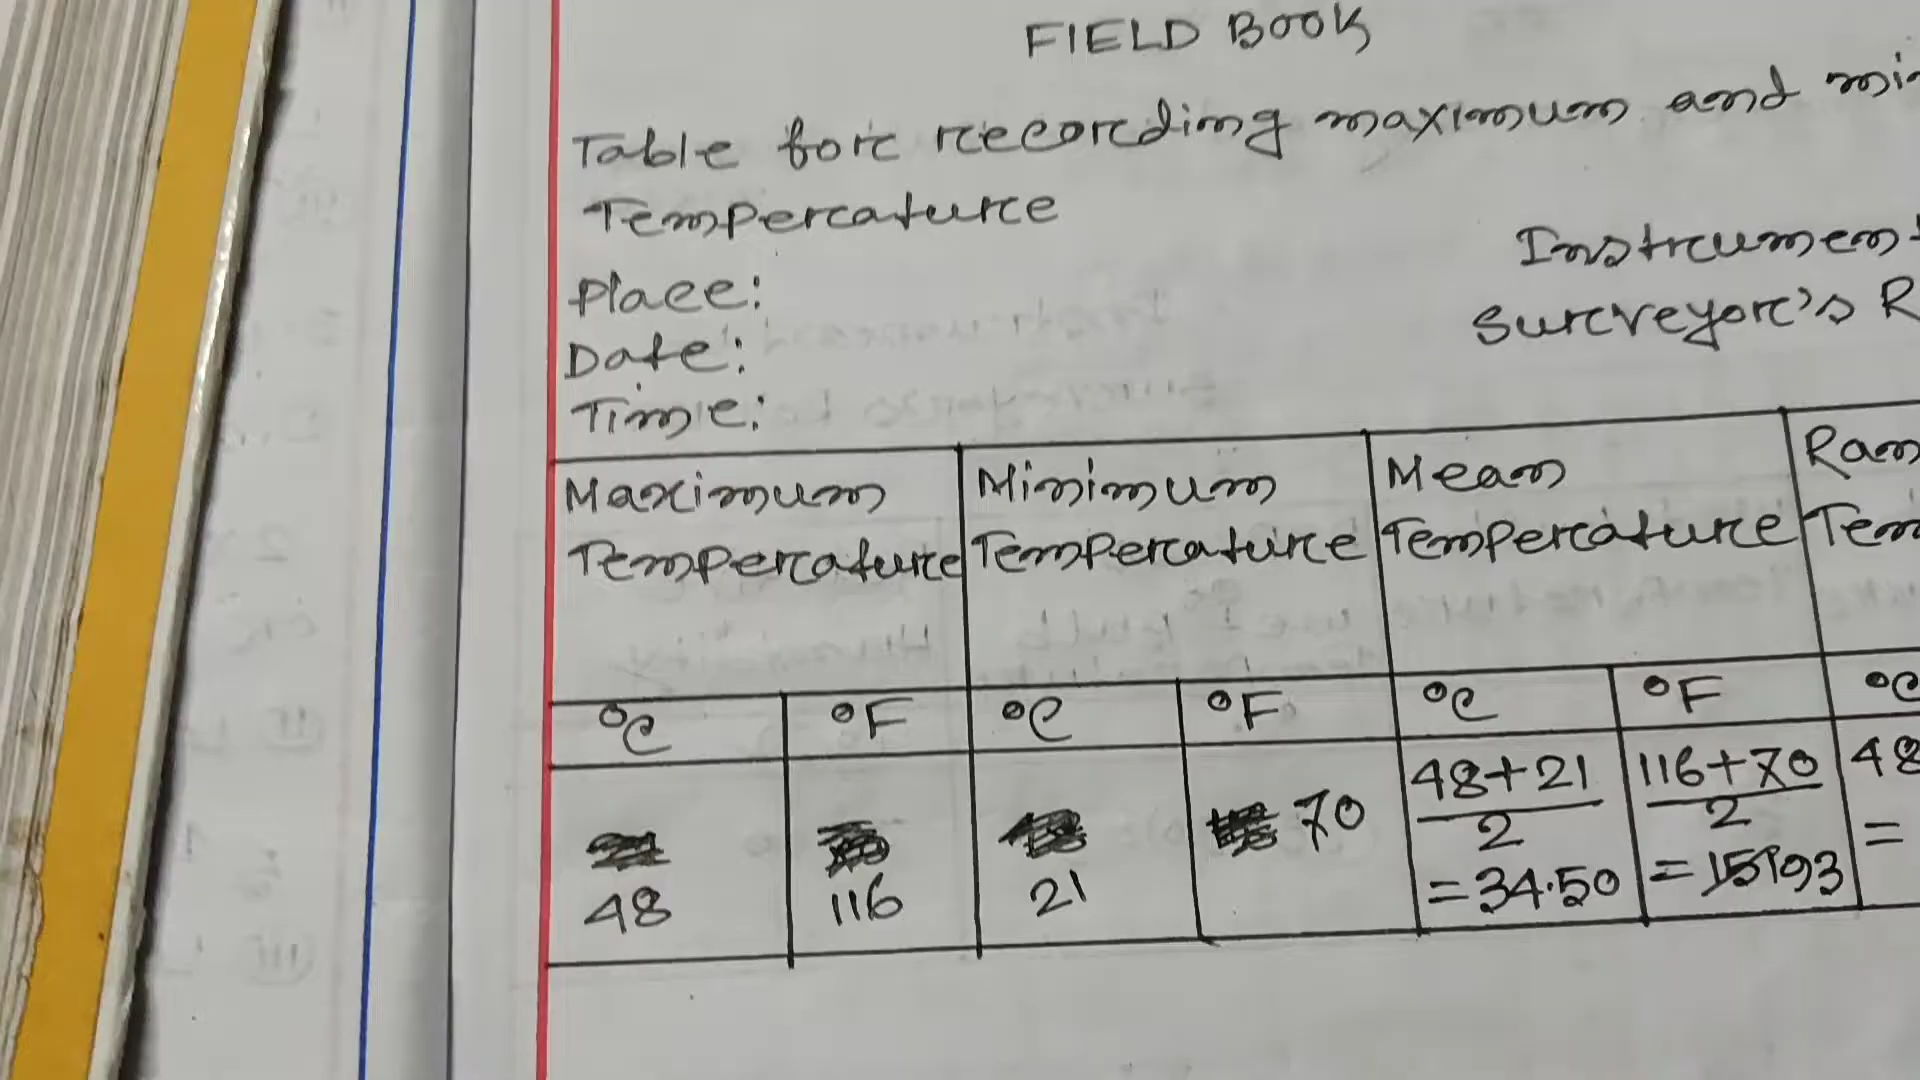 FIELD BOOK
Table for recording maximum and
Temperature
Instrument
Place:
Surveyor's R
Date:
Time:
Maximum Temperature Minimum Temperature Mean Temperature
°C °F °C °F °C °F °C
48 116 21 70 48+21/2 =34.50 116+70/2 48 =